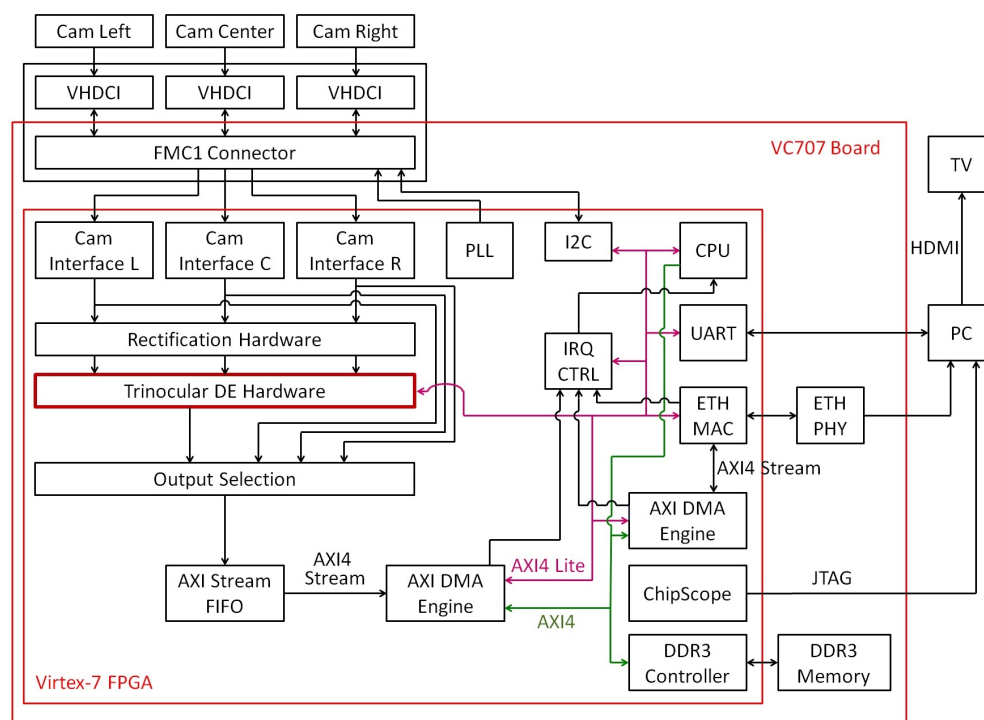 Cam Left
Cam Center
Cam Right
VHDCI
VHDCI
VHDCI
FMC1 Connector
VC707 Board
TV
HDMI
Cam
Interface L
Cam
Interface C
Cam
Interface R
PLL
I2C
CPU
Rectification Hardware
IRQ
CTRL
UART
PC
Trinocular DE Hardware
ETH
MAC
ETH
PHY
AXI4 Stream
Output Selection
AXI DMA
Engine
AXI Stream
FIFO
AXI4
Stream
AXI DMA
Engine
AXI4 Lite
AXI4
ChipScope
JTAG
DDR3
Controller
DDR3
Memory
Virtex-7 FPGA